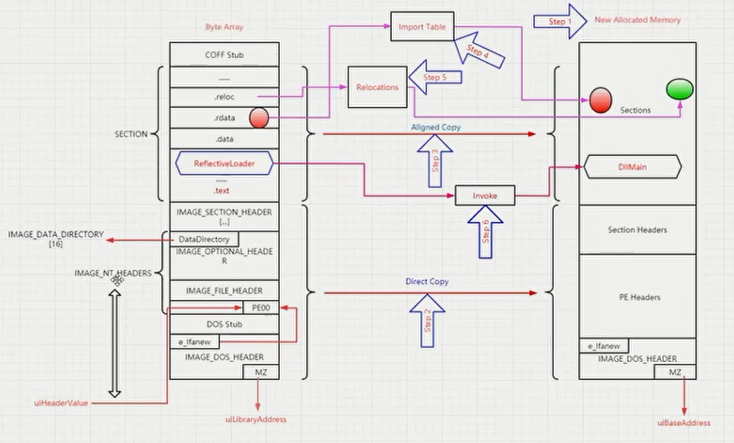 Byte Array
Import Table
Step 1
New Allocated Memory
COFF Stub
Step 4
.....
.reloc
Relocations
Step 5
.rdata
Sections
SECTION
.data
Aligned Copy
ReflectiveLoader
Step 3
DllMain
.....
.text
Invoke
IMAGE_SECTION_HEADER
[...]
Step 6
Section Headers
IMAGE_DATA_DIRECTORY
[16]
DataDirectory
IMAGE_OPTIONAL_HEADE
R
IMAGE_NT_HEADERS
Direct Copy
IMAGE_FILE_HEADER
PE Headers
PE00
Step 2
DOS Stub
e_lfanew
e_lfanew
IMAGE_DOS_HEADER
IMAGE_DOS_HEADER
MZ
MZ
uiHeaderValue
uiLibraryAddress
uiBaseAddress